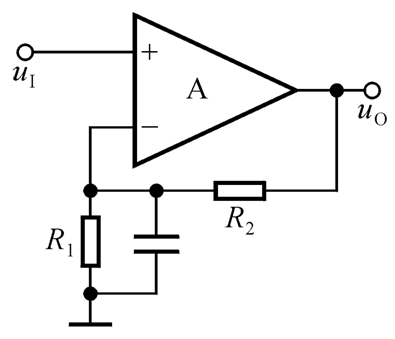 +
A
u_I
−
u_O
R_2
R_1